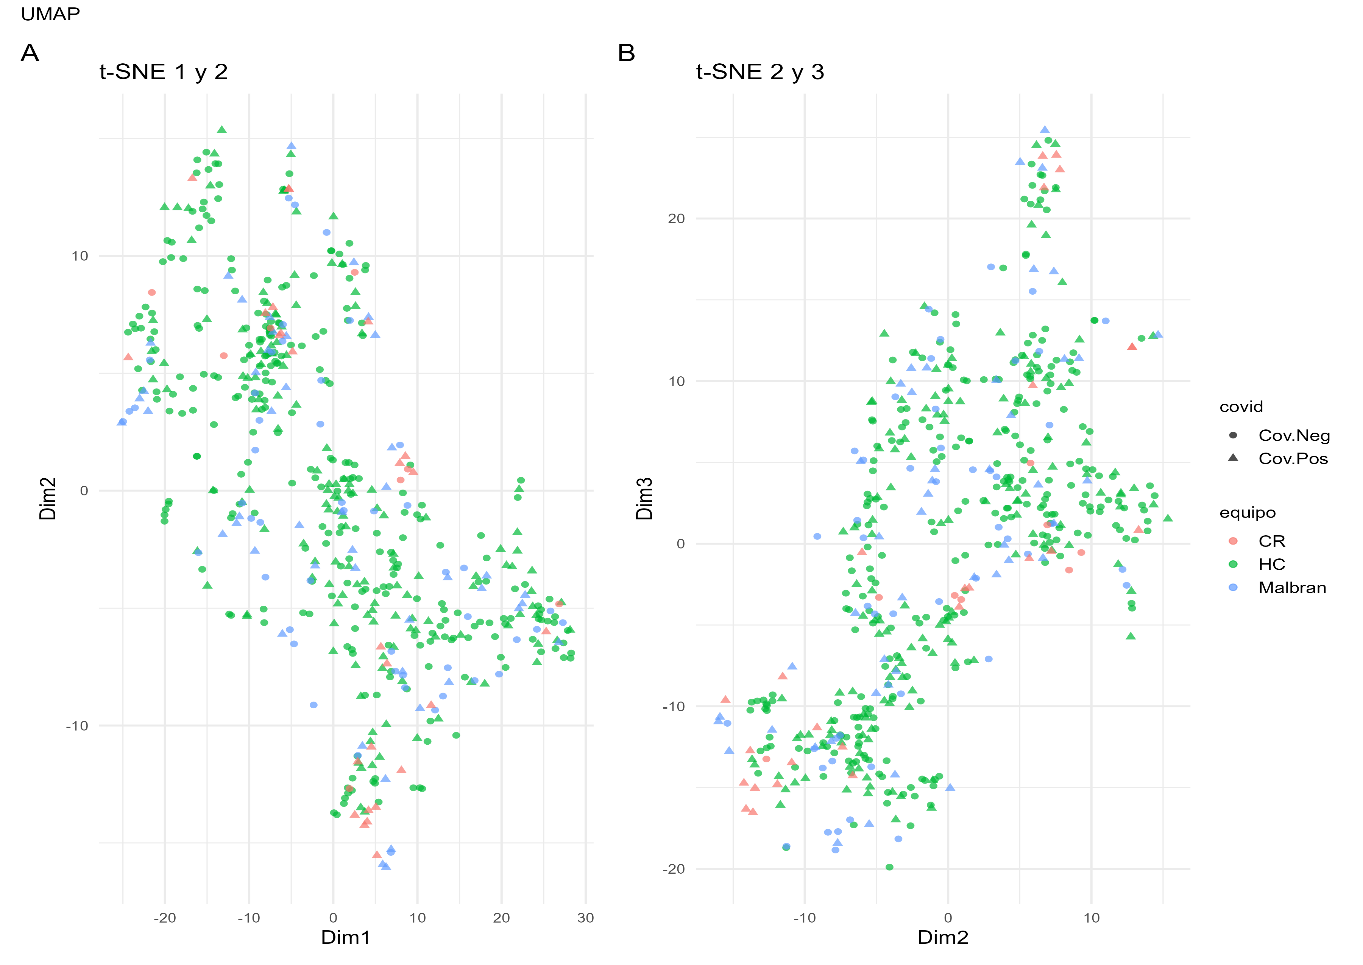 UMAP
A
t-SNE 1 y 2
10
0
-10
Dim2
-20
-10
0
10
20
30
Dim1
B
t-SNE 2 y 3
20
10
0
-10
-20
Dim3
-10
0
10
Dim2
covid
Cov.Neg
Cov.Pos
equipo
CR
HC
Malbran